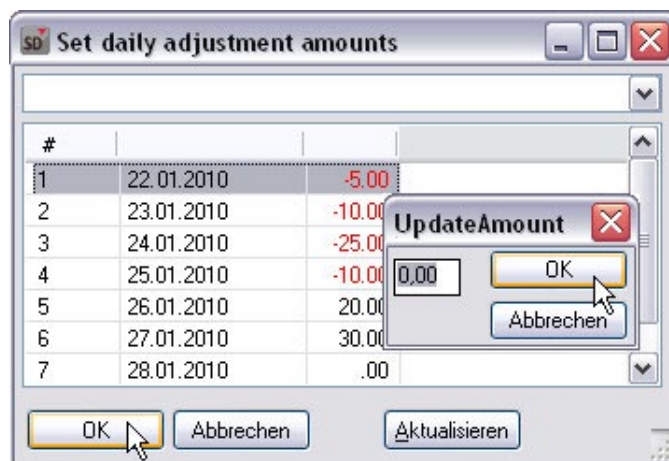 SD Set daily adjustment amounts
#
1 22.01.2010 -5.00
2 23.01.2010 -10.00
3 24.01.2010 -25.00
4 25.01.2010 -10.00
5 26.01.2010 20.00
6 27.01.2010 30.00
7 28.01.2010 .00
UpdateAmount
0,00 OK
Abbrechen
OK Abbrechen Aktualisieren